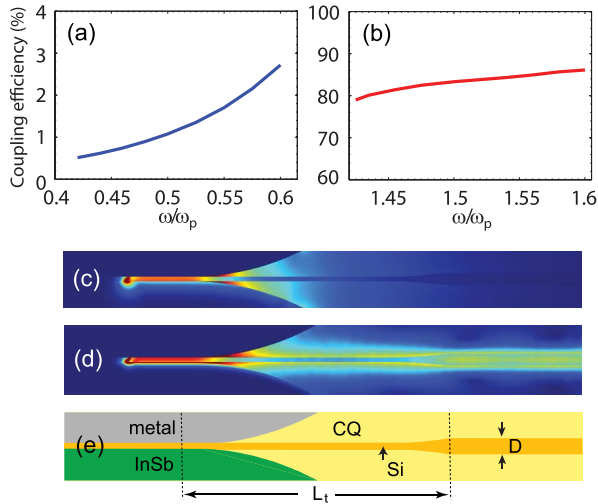 Coupling efficiency (%)
(a)
4
3
2
1
0
0.4
0.45
0.5
0.55
0.6
ω/ωp
(b)
100
90
80
70
60
1.45
1.5
1.55
1.6
ω/ωp
(c)
(d)
(e)
metal
InSb
CQ
Si
D
Lt